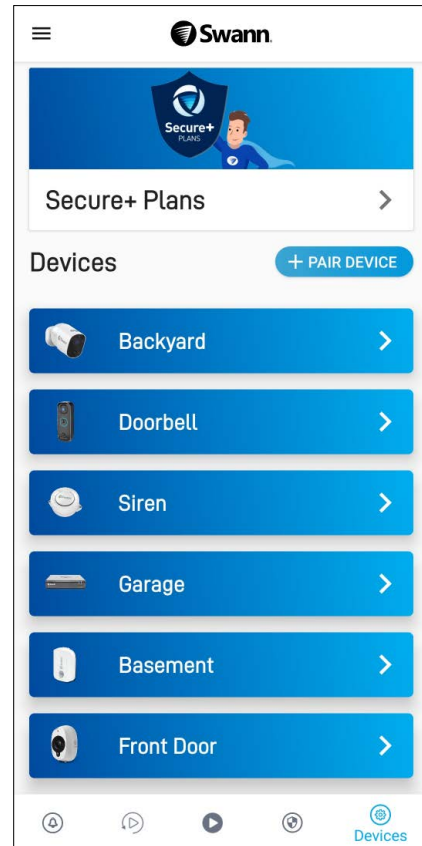 Swann
Secure+
PLANS
Secure+ Plans
Devices
+ PAIR DEVICE
Backyard
Doorbell
Siren
Garage
Basement
Front Door
Devices